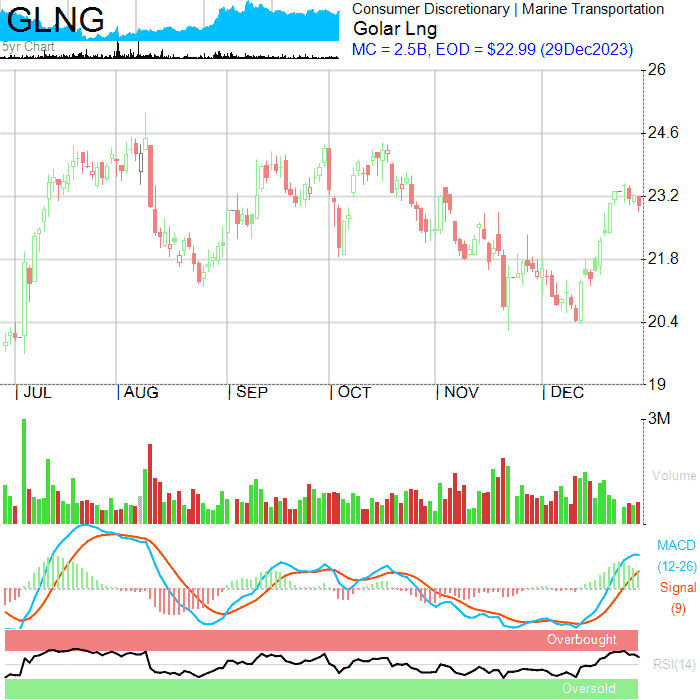 GLNG
5yr Chart
Consumer Discretionary | Marine Transportation
Golar Lng
MC = 2.5B, EOD = $22.99 (29Dec2023)
26
24.6
23.2
21.8
20.4
19
|JUL |AUG |SEP |OCT |NOV |DEC
3M
Volume
MACD
(12-26)
Signal
(9)
Overbought
RSI(14)
Oversold